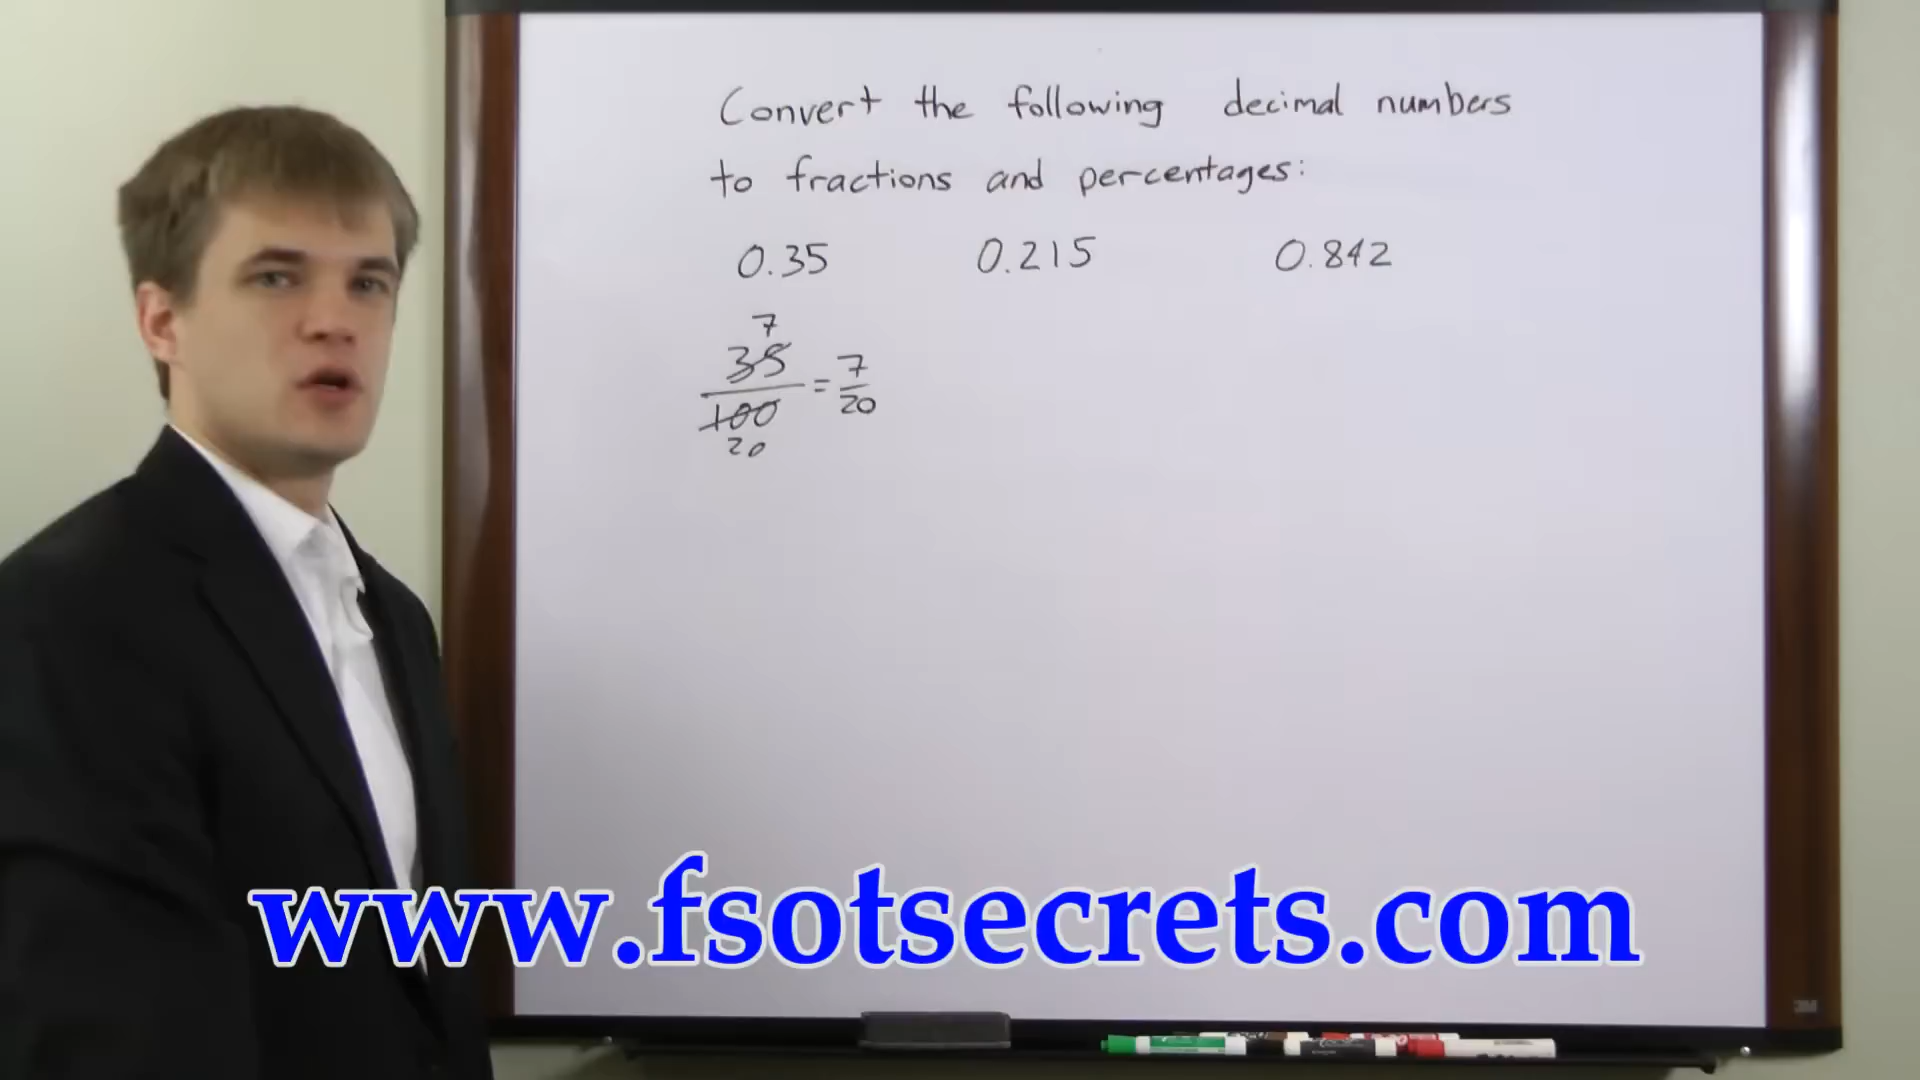 Convert the following decimal numbers
to fractions and percentages:
0.35 0.215 0.842
7
35
100
20
= 7
20
www.fsotsecrets.com
3M